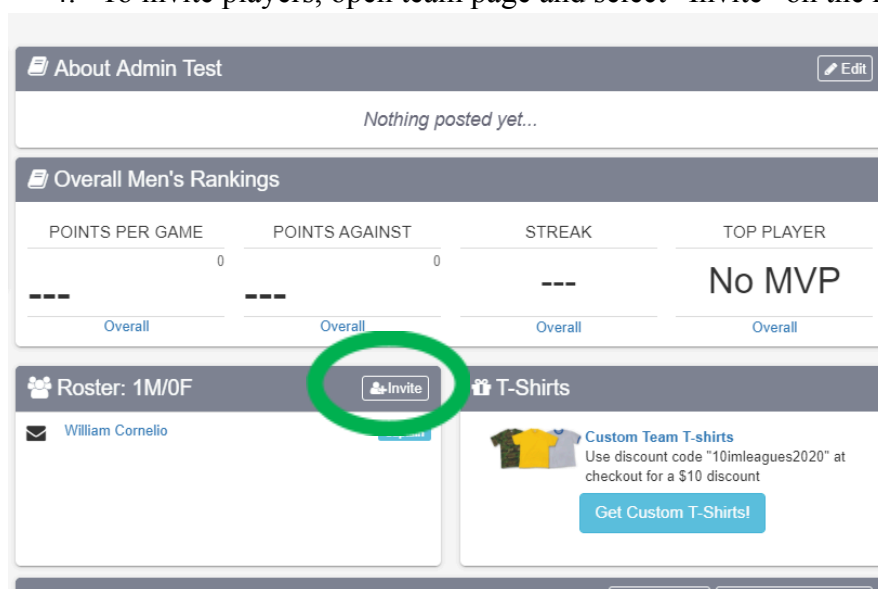 About Admin Test
Edit
Nothing posted yet...
Overall Men's Rankings
POINTS PER GAME
POINTS AGAINST
STREAK
TOP PLAYER
0
0
---
---
---
No MVP
Overall
Overall
Overall
Overall
Roster: 1M/0F
Invite
T-Shirts
William Cornelio
Custom Team T-shirts
Use discount code "10imleagues2020" at
checkout for a $10 discount
Get Custom T-Shirts!